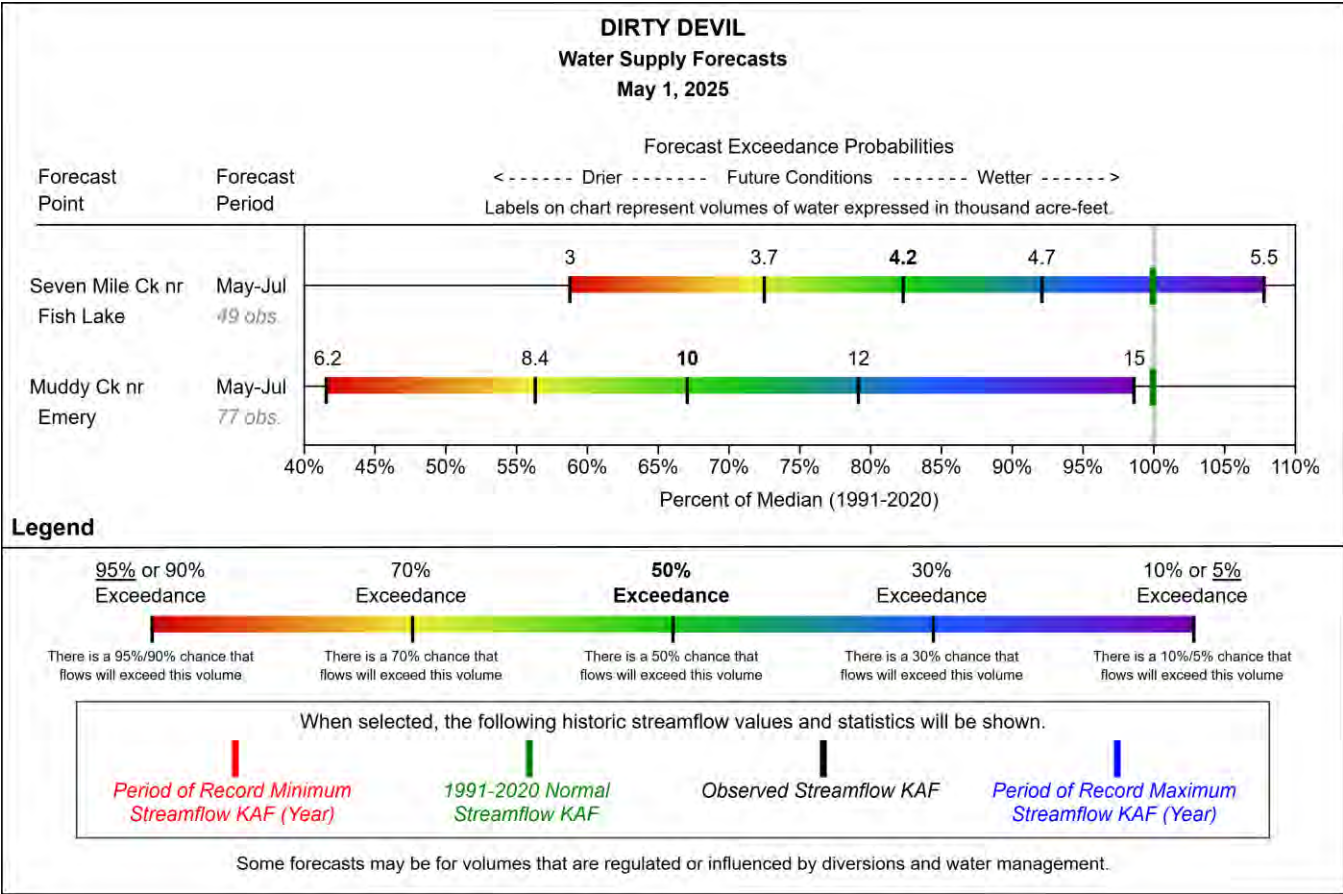 DIRTY DEVIL
Water Supply Forecasts
May 1, 2025
Forecast Exceedance Probabilities
Forecast Point
Forecast Period
<------ Drier ------- Future Conditions ------- Wetter ------>
Labels on chart represent volumes of water expressed in thousand acre-feet.
3 3.7 4.2 4.7 5.5
Seven Mile Ck nr May-Jul
Fish Lake 49 obs.
6.2 8.4 10 12 15
Muddy Ck nr May-Jul
Emery 77 obs.
40% 45% 50% 55% 60% 65% 70% 75% 80% 85% 90% 95% 100% 105% 110%
Percent of Median (1991-2020)
Legend
95% or 90% 70% 50% 30% 10% or 5%
Exceedance Exceedance Exceedance Exceedance Exceedance
There is a 95%/90% chance that There is a 70% chance that There is a 50% chance that There is a 30% chance that There is a 10%/5% chance that
flows will exceed this volume flows will exceed this volume flows will exceed this volume flows will exceed this volume flows will exceed this volume
When selected, the following historic streamflow values and statistics will be shown.
Period of Record Minimum 1991-2020 Normal Observed Streamflow KAF Period of Record Maximum
Streamflow KAF (Year) Streamflow KAF Streamflow KAF (Year)
Some forecasts may be for volumes that are regulated or influenced by diversions and water management.